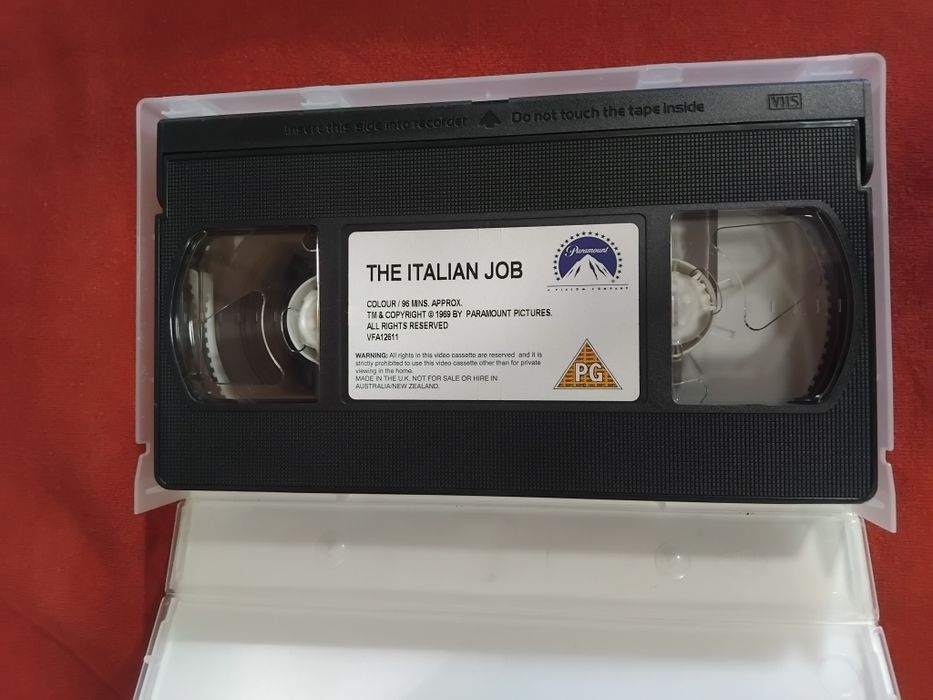 Insert this side into recorder Do not touch the tape inside VHS
THE ITALIAN JOB
Paramount
A VIACOM COMPANY
COLOUR / 96 MINS. APPROX.
TM & COPYRIGHT © 1969 BY PARAMOUNT PICTURES.
ALL RIGHTS RESERVED
VFA12611
WARNING: All rights in this video cassette are reserved and it is
strictly prohibited to use this video cassette other than for private
viewing in the home.
MADE IN THE U.K. NOT FOR SALE OR HIRE IN
AUSTRALIA/NEW ZEALAND.
PG